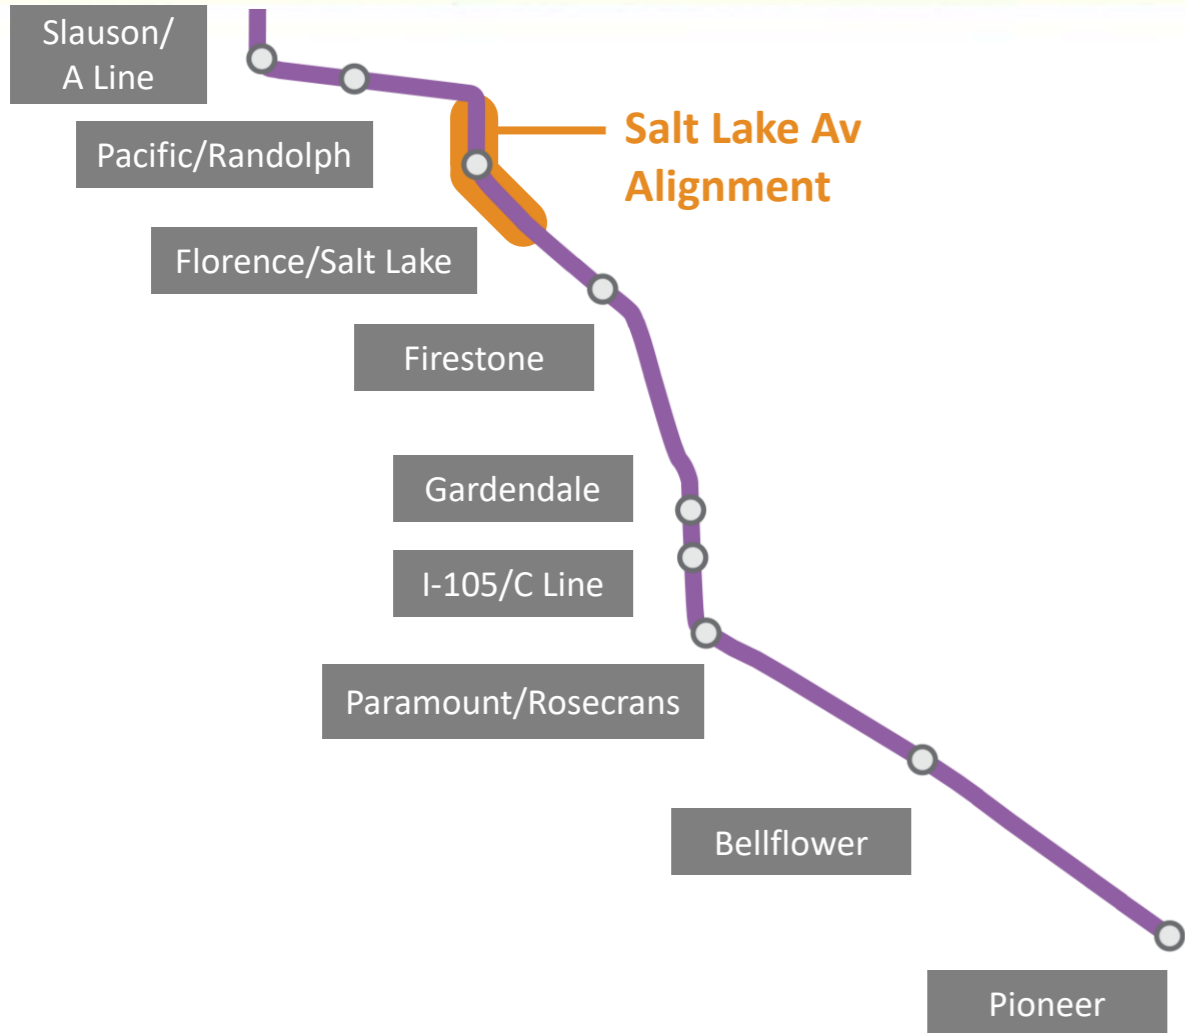 Slauson/
A Line
Pacific/Randolph
Salt Lake Av
Alignment
Florence/Salt Lake
Firestone
Gardendale
I-105/C Line
Paramount/Rosecrans
Bellflower
Pioneer